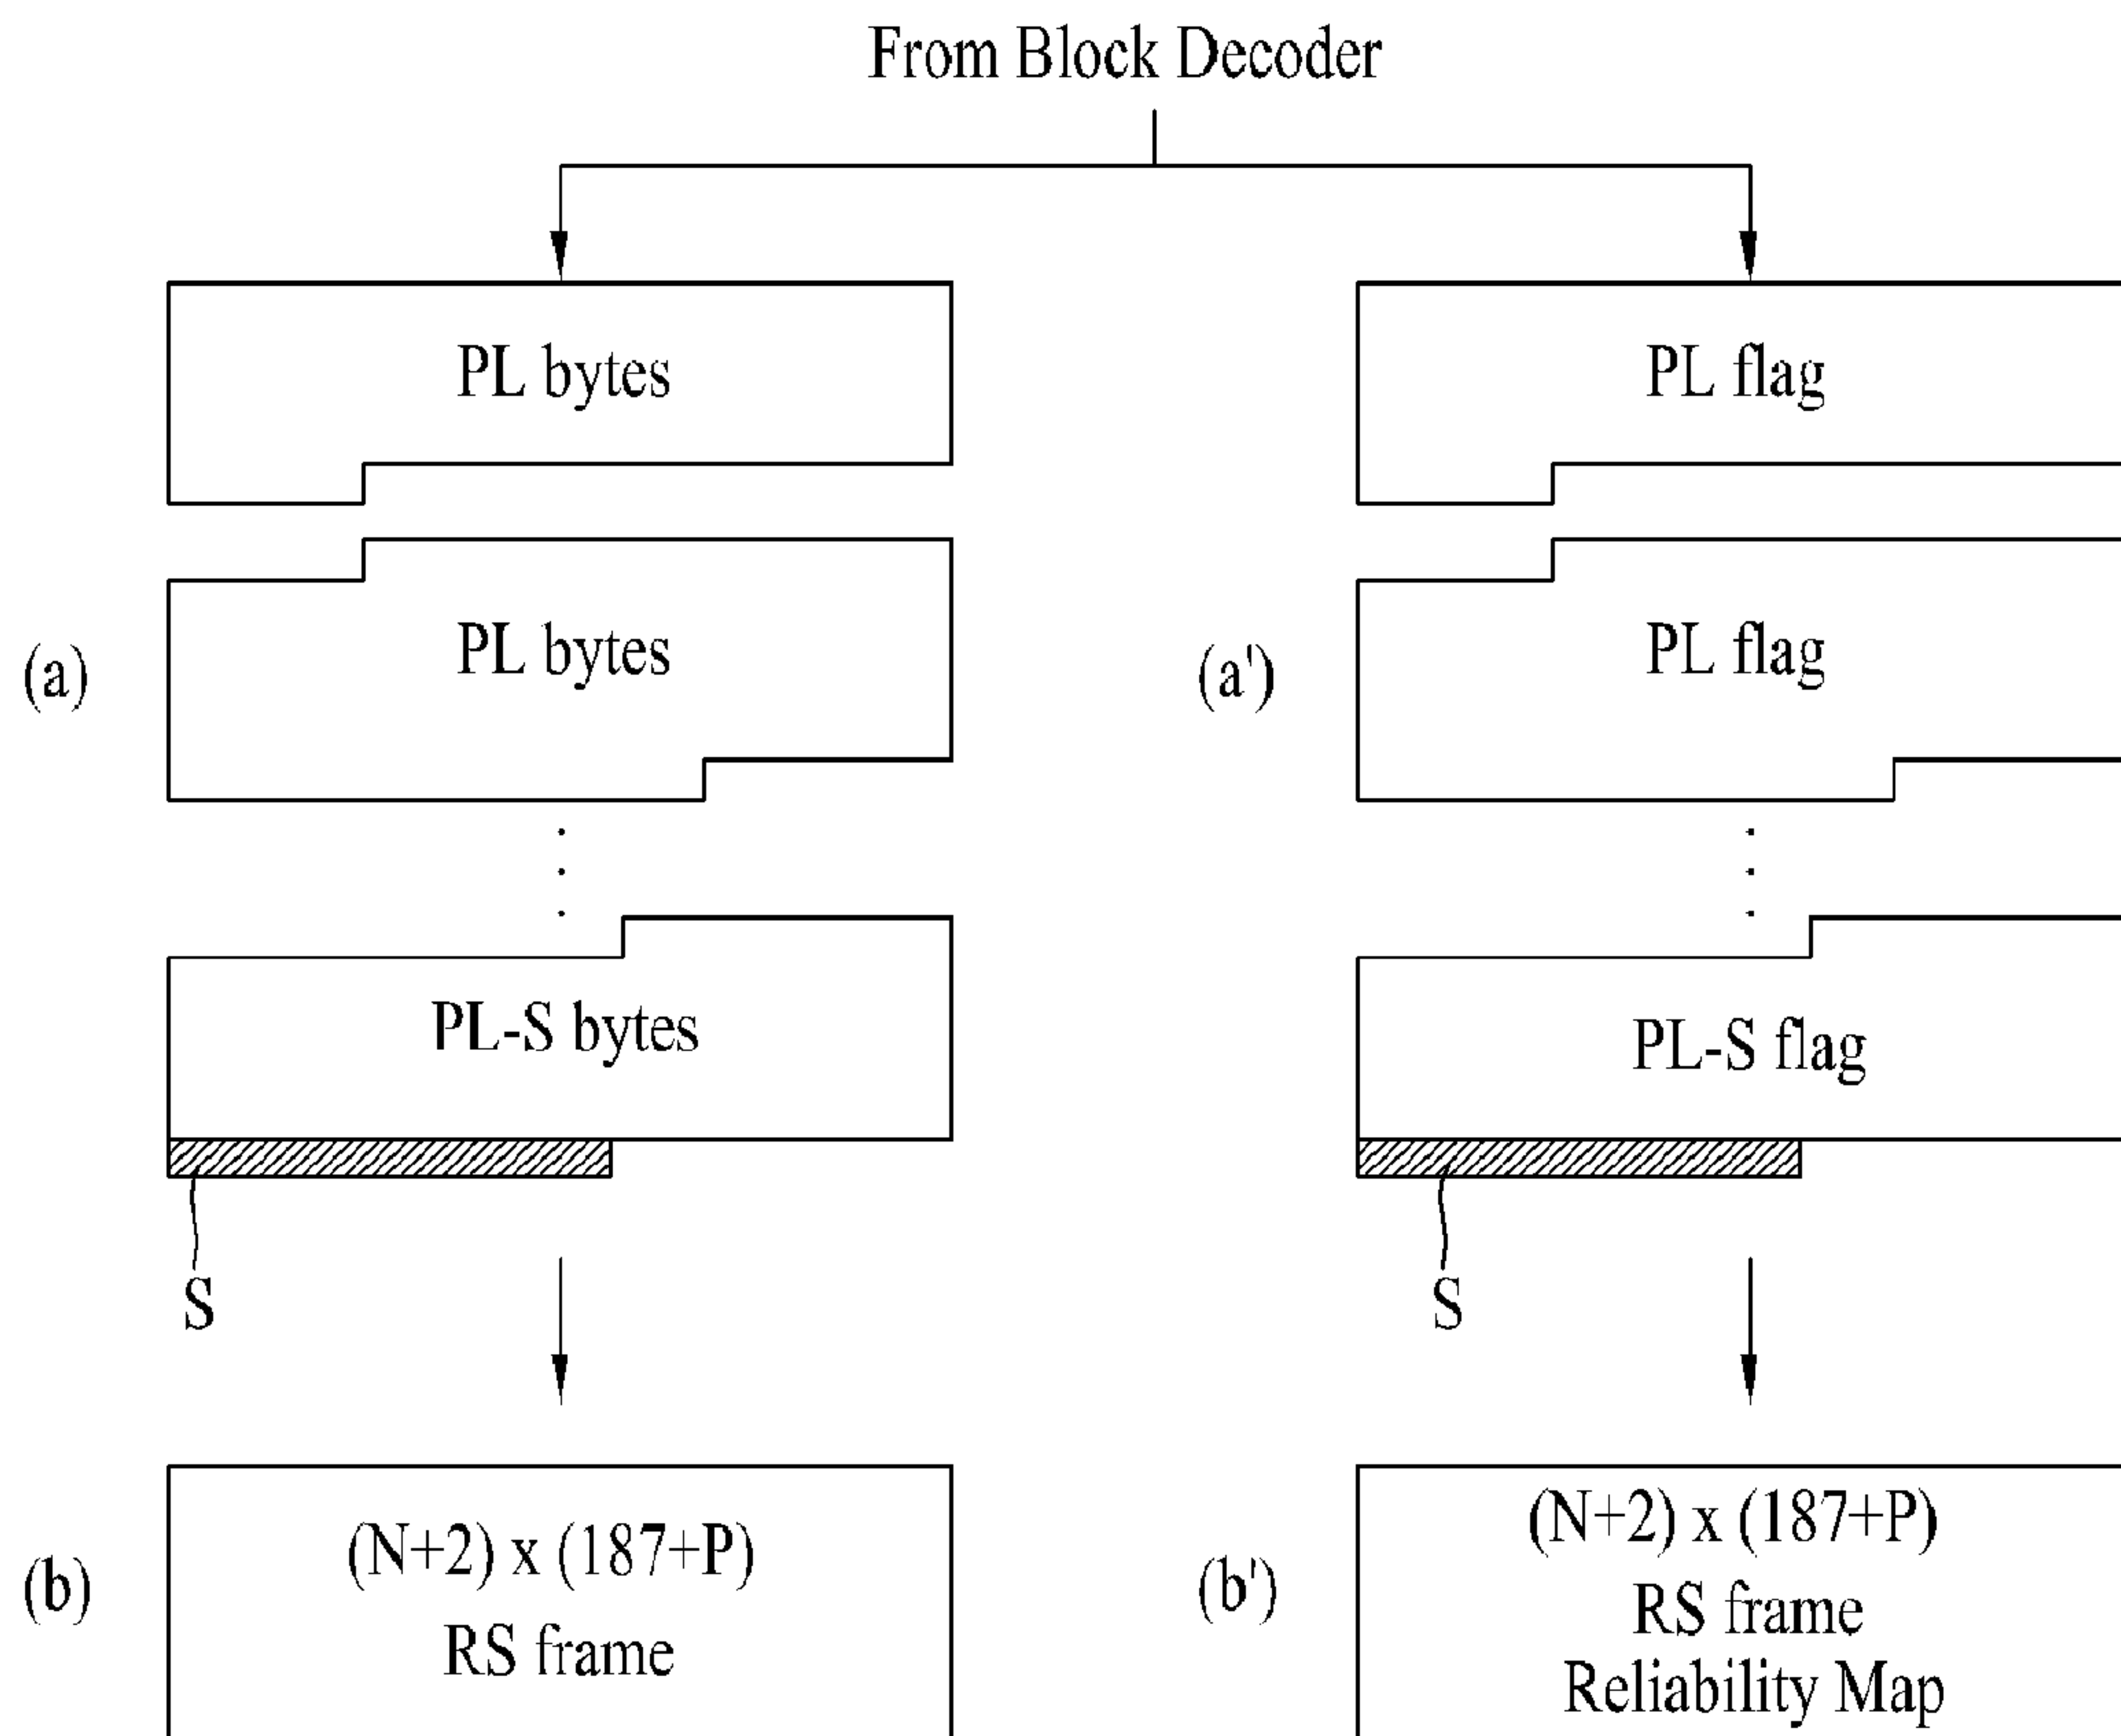 From Block Decoder
PL bytes
PL flag
(a)
PL bytes
(a')
PL flag
PL-S bytes
PL-S flag
S
S
(b)
(N+2) x (187+P)
RS frame
(b')
(N+2) x (187+P)
RS frame
Reliability Map